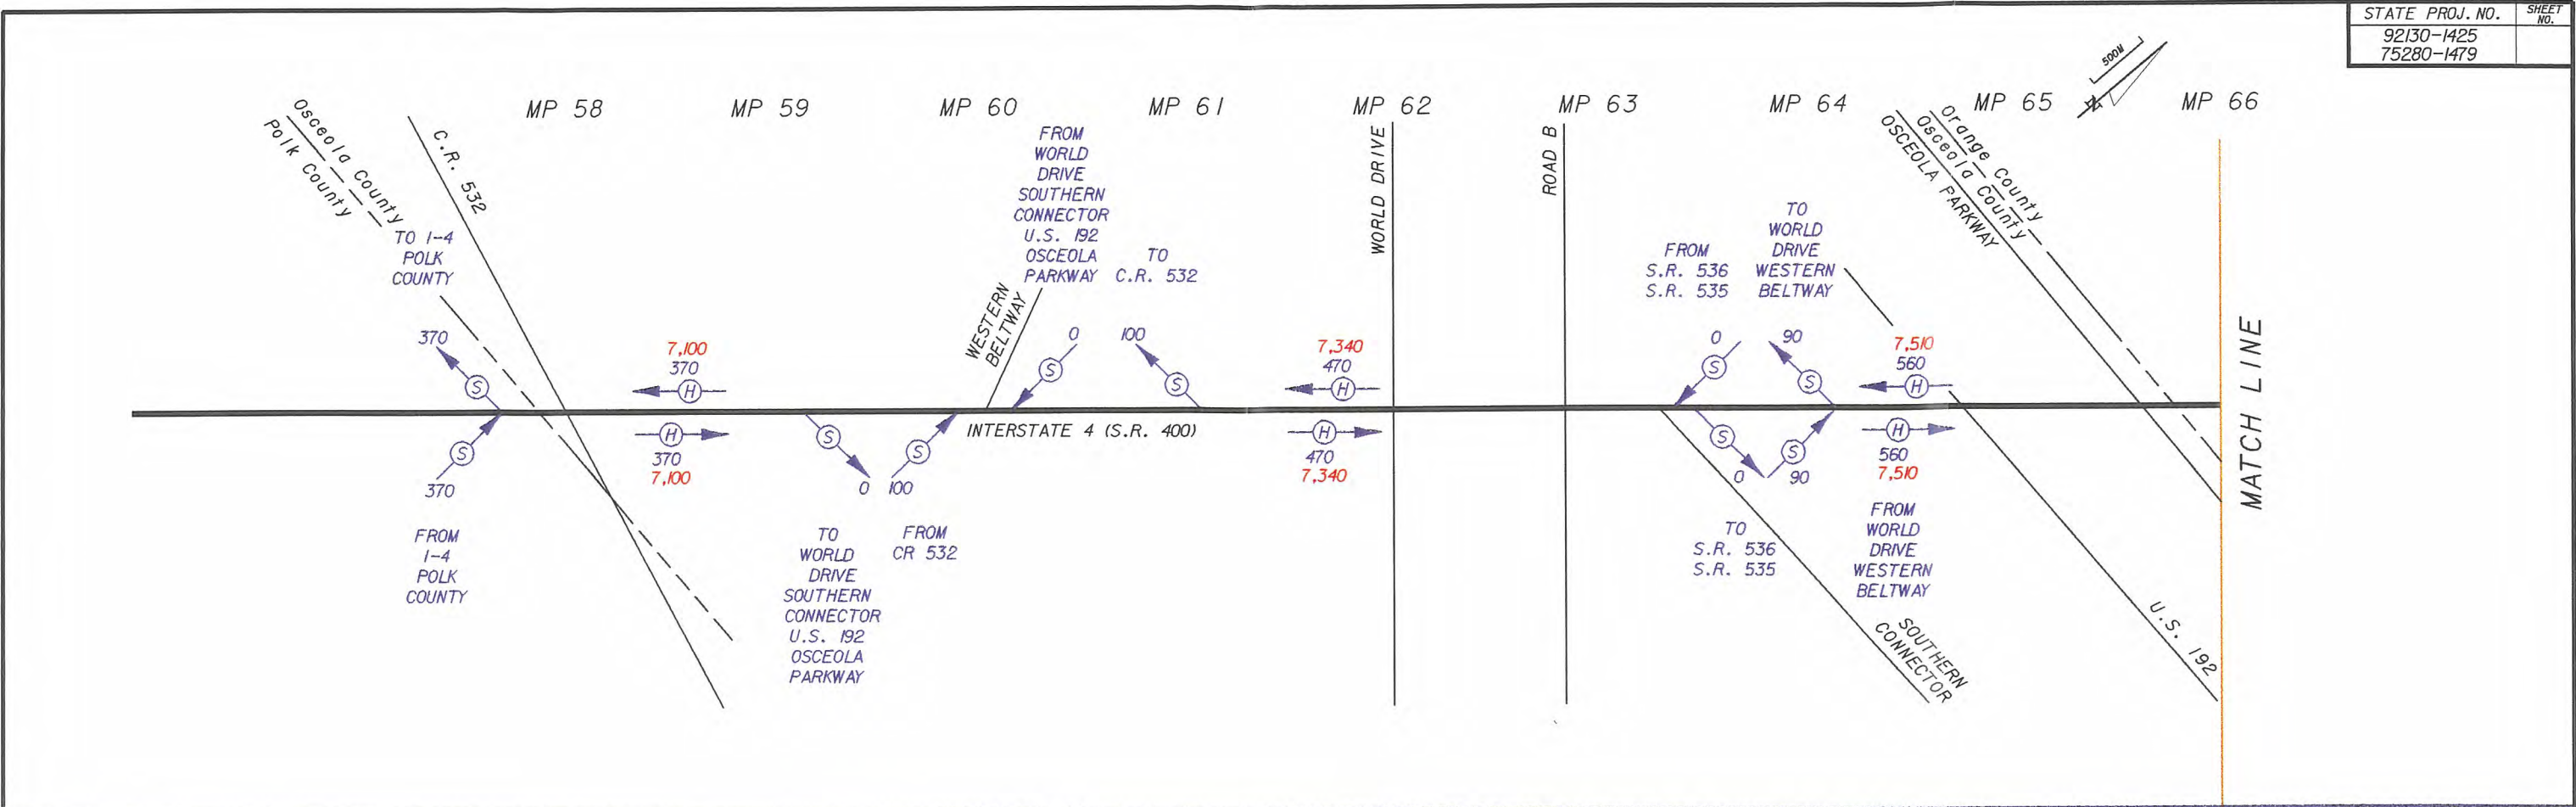 STATE PROJ. NO. SHEET NO.
92130-1425
75280-1479
500M
N
MP 58 MP 59 MP 60 MP 61 MP 62 MP 63 MP 64 MP 65 MP 66
Osceola County
Polk County
C.R. 532
TO I-4
POLK
COUNTY
370
S
S
370
FROM
I-4
POLK
COUNTY
7,100
370
H
H
370
7,100
S
0
TO
WORLD
DRIVE
SOUTHERN
CONNECTOR
U.S. 192
OSCEOLA
PARKWAY
S
100
FROM
CR 532
WESTERN
BELTWAY
FROM
WORLD
DRIVE
SOUTHERN
CONNECTOR
U.S. 192
OSCEOLA
PARKWAY
0
S
TO
C.R. 532
100
S
INTERSTATE 4 (S.R. 400)
7,340
470
H
H
470
7,340
WORLD DRIVE
ROAD B
FROM
S.R. 536
S.R. 535
0
S
TO
WORLD
DRIVE
WESTERN
BELTWAY
90
S
S
0
TO
S.R. 536
S.R. 535
S
90
FROM
WORLD
DRIVE
WESTERN
BELTWAY
7,510
560
H
H
560
7,510
SOUTHERN
CONNECTOR
U.S. 192
Orange County
Osceola County
OSCEOLA PARKWAY
MATCH LINE